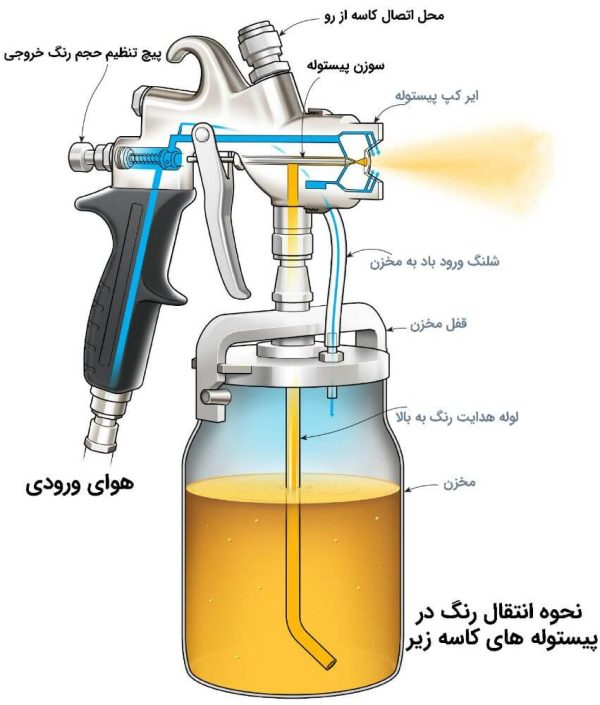 محل اتصال کاسه از رو
پیچ تنظیم حجم رنگ خروجی
سوزن پیستوله
ایر کپ پیستوله
شلنگ ورود باد به مخزن
قفل مخزن
لوله هدایت رنگ به بالا
هوای ورودی
مخزن
نحوه انتقال رنگ در
پیستوله های کاسه زیر